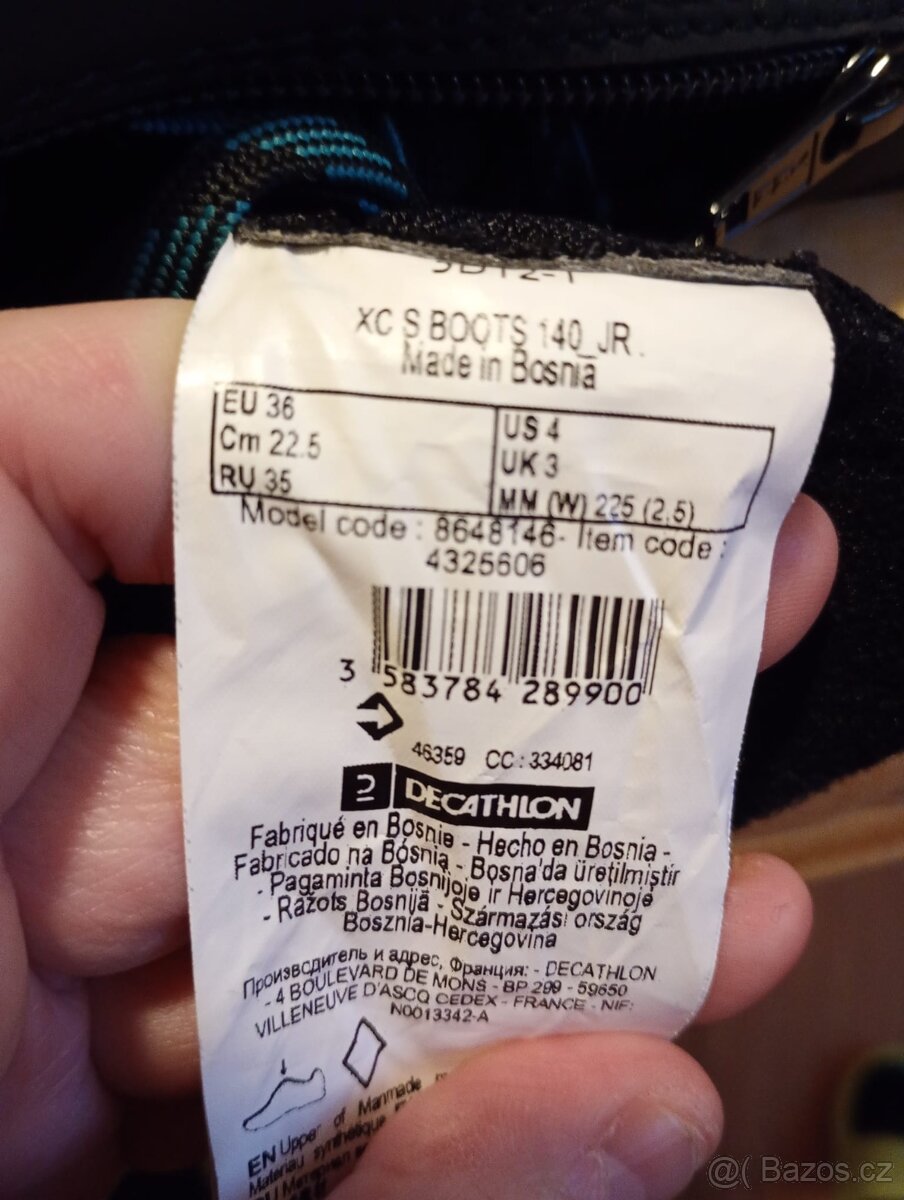 XC S BOOTS 140_JR.
Made in Bosnia
EU 36
Cm 22.5
RU 35
US 4
UK 3
MM (W) 225 (2.5)
Model code : 8648146- Item code :
4325606
3 583784 289900
46359 CC : 334081
DECATHLON
Fabriqué en Bosnie - Hecho en Bosnia -
Fabricado na Bósnia - Bosna'da üretilmiştir
- Pagaminta Bosnijoje ir Hercegovinoje
- Ražots Bosnijā - Származási ország
Bosznia-Hercegovina
Производитель и адрес, Франция: - DECATHLON
- 4 BOULEVARD DE MONS - BP 299 - 59650
VILLENEUVE D'ASCQ CEDEX - FRANCE - NIF:
N0013342-A
EN Upper of Manmade
Materiau synthétique
@( Bazos.cz